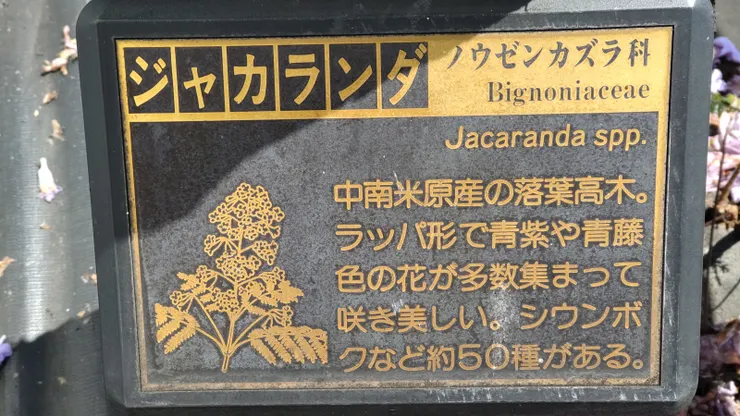 ジャカランダ
ノウゼンカズラ科
Bignoniaceae
Jacaranda spp.
中南米原産の落葉高木。
ラッパ形で青紫や青藤
色の花が多数集まって
咲き美しい。シウンボ
クなど約50種がある。